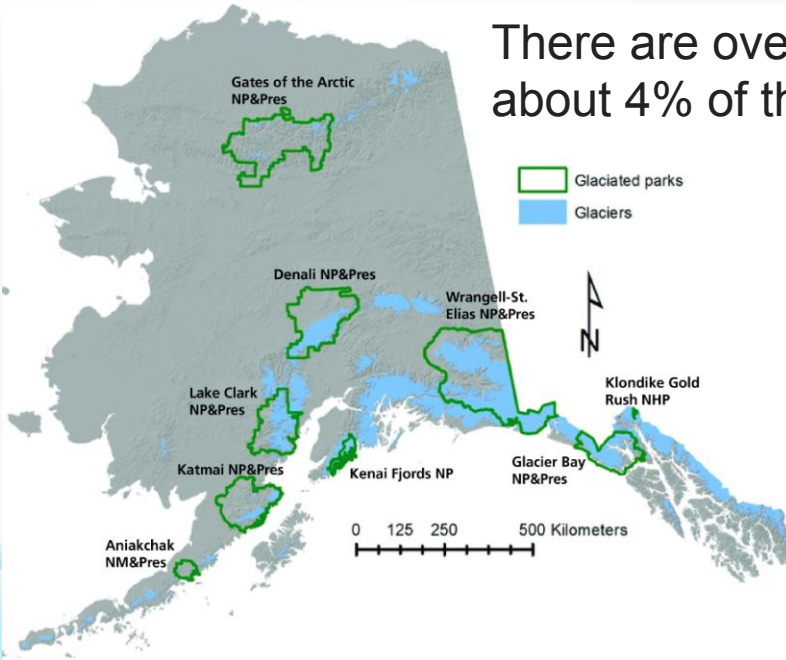 There are ove
about 4% of th
Gates of the Arctic
NP&Pres
Glaciated parks
Glaciers
Denali NP&Pres
Wrangell-St.
Elias NP&Pres
N
Klondike Gold
Rush NHP
Lake Clark
NP&Pres
Katmai NP&Pres
Kenai Fjords NP
Glacier Bay
NP&Pres
0 125 250 500 Kilometers
Aniakchak
NM&Pres